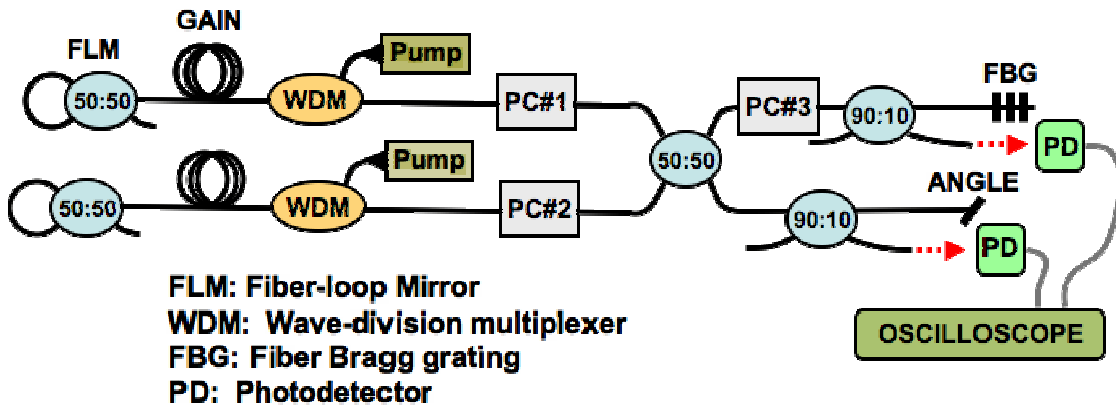 GAIN
FLM
Pump
FBG
50:50
WDM
PC#1
PC#3
90:10
PD
50:50
Pump
ANGLE
50:50
WDM
PC#2
90:10
PD
FLM: Fiber-loop Mirror
WDM: Wave-division multiplexer
FBG: Fiber Bragg grating
PD: Photodetector
OSCILLOSCOPE